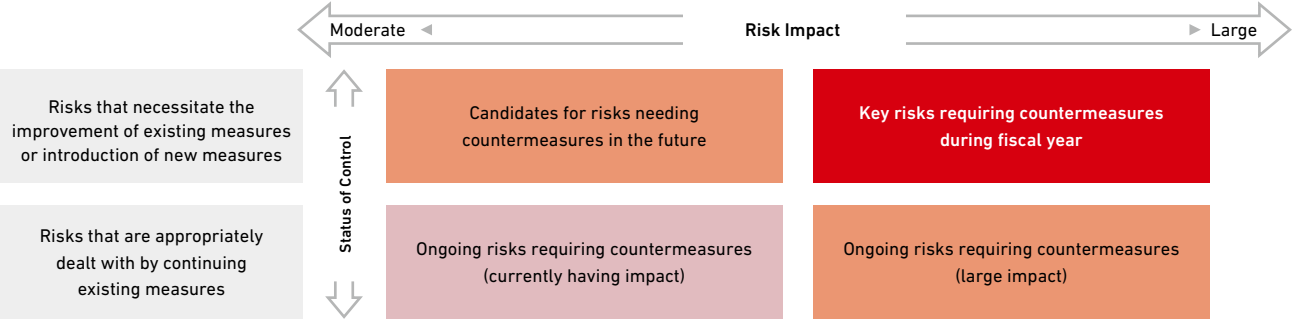 Moderate
Risk Impact
Large
Risks that necessitate the
improvement of existing measures
or introduction of new measures
Status of Control
Candidates for risks needing
countermeasures in the future
Key risks requiring countermeasures
during fiscal year
Risks that are appropriately
dealt with by continuing
existing measures
Ongoing risks requiring countermeasures
(currently having impact)
Ongoing risks requiring countermeasures
(large impact)